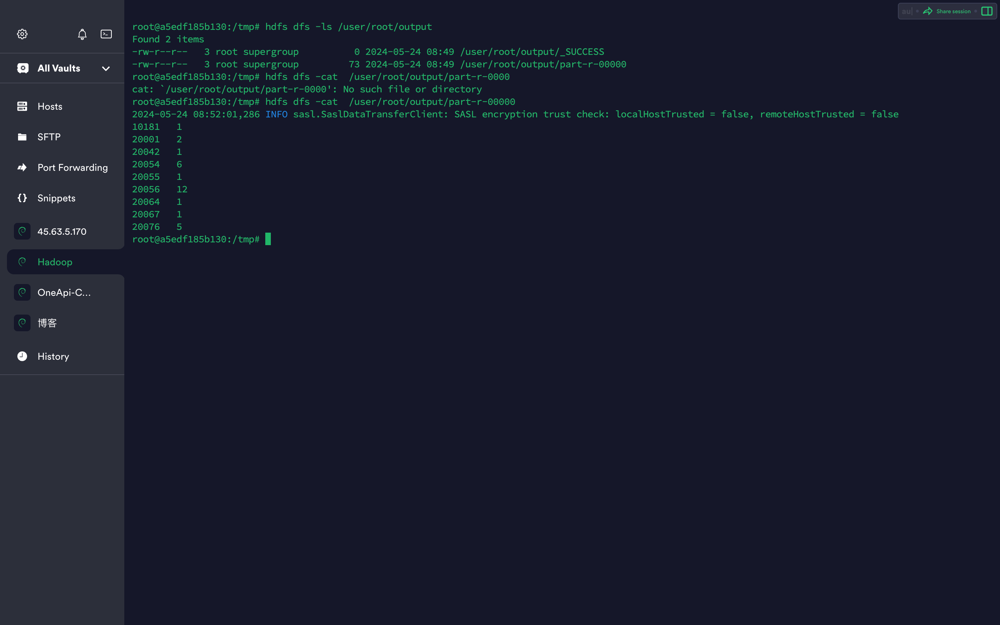 All Vaults
Hosts
SFTP
Port Forwarding
Snippets
45.63.5.170
Hadoop
OneApi-C...
博客
History
au| • Share session •
root@a5edf185b130:/tmp# hdfs dfs -ls /user/root/output
Found 2 items
-rw-r--r--   3 root supergroup          0 2024-05-24 08:49 /user/root/output/_SUCCESS
-rw-r--r--   3 root supergroup         73 2024-05-24 08:49 /user/root/output/part-r-00000
root@a5edf185b130:/tmp# hdfs dfs -cat  /user/root/output/part-r-0000
cat: `/user/root/output/part-r-0000': No such file or directory
root@a5edf185b130:/tmp# hdfs dfs -cat  /user/root/output/part-r-00000
2024-05-24 08:52:01,286 INFO sasl.SaslDataTransferClient: SASL encryption trust check: localHostTrusted = false, remoteHostTrusted = false
10181   1
20001   2
20042   1
20054   6
20055   1
20056   12
20064   1
20067   1
20076   5
root@a5edf185b130:/tmp#